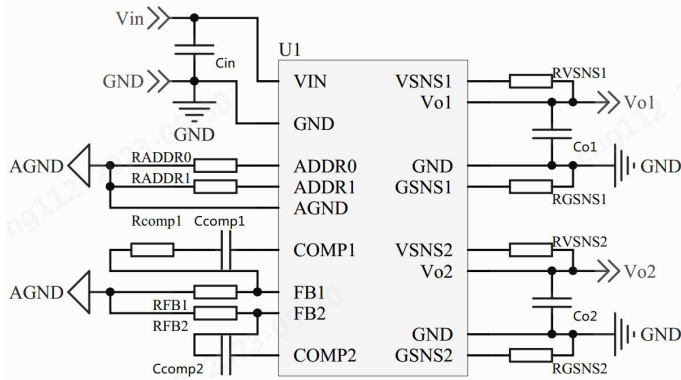 Vin
Cin
U1
GND
GND
VIN
GND
ADDR0
ADDR1
AGND
COMP1
FB1
FB2
COMP2
VSNS1
Vo1
GND
GSNS1
VSNS2
Vo2
GND
GSNS2
AGND
RADDR0
RADDR1
Rcomp1
Ccomp1
AGND
RFB1
RFB2
Ccomp2
RVSNS1
Vo1
Co1
GND
RGSNS1
RVSNS2
Vo2
Co2
GND
RGSNS2